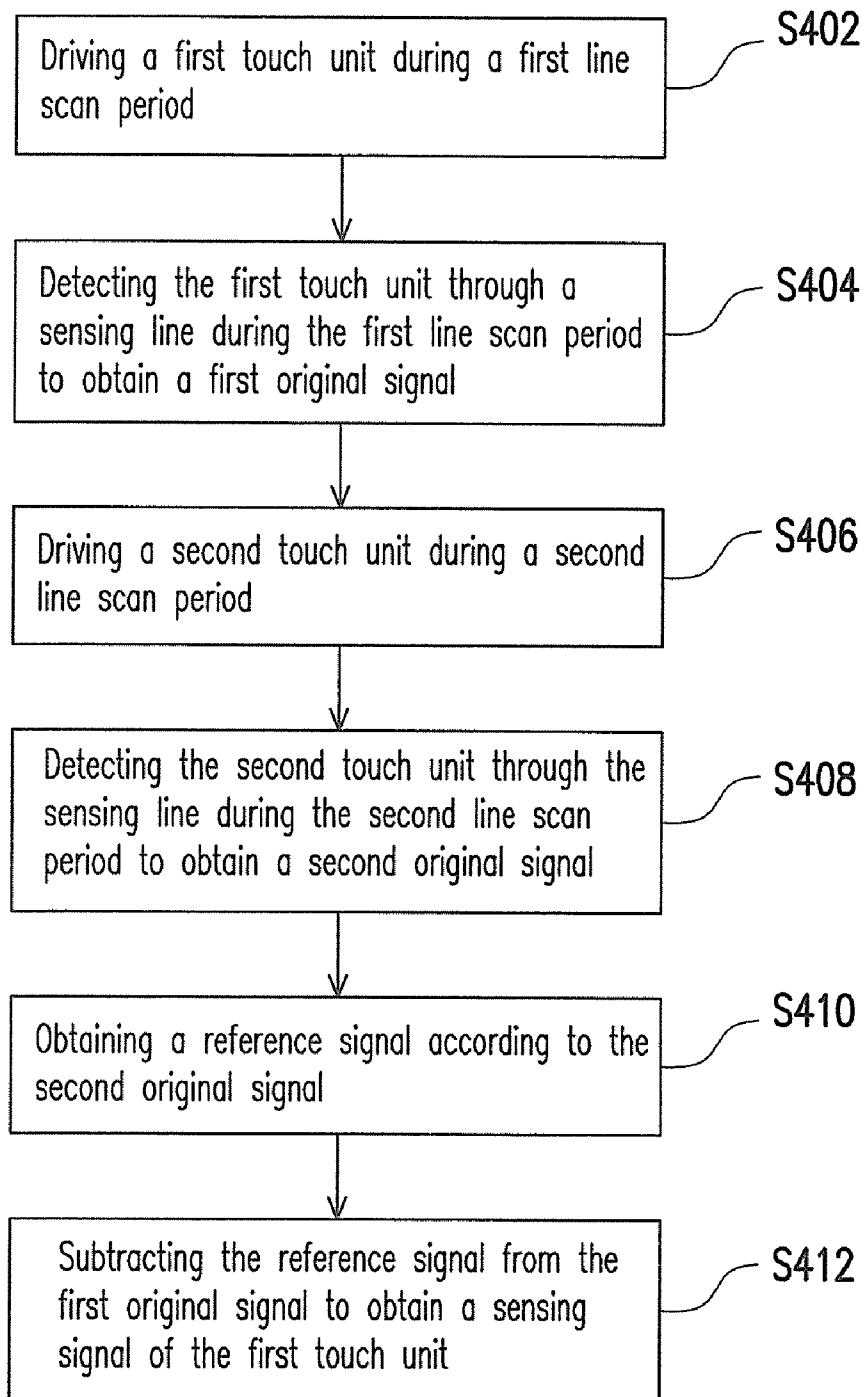 S402
Driving a first touch unit during a first line
scan period
S404
Detecting the first touch unit through a
sensing line during the first line scan period
to obtain a first original signal
S406
Driving a second touch unit during a second
line scan period
S408
Detecting the second touch unit through the
sensing line during the second line scan
period to obtain a second original signal
S410
Obtaining a reference signal according to the
second original signal
S412
Subtracting the reference signal from the
first original signal to obtain a sensing
signal of the first touch unit